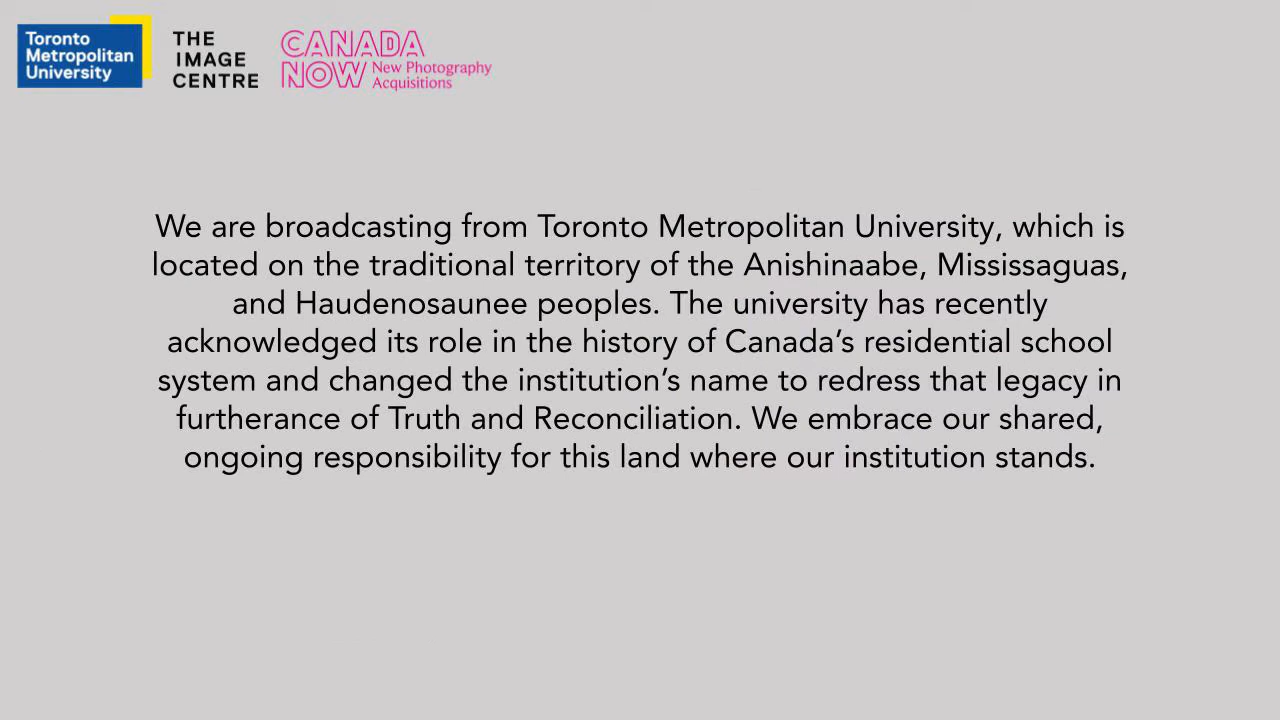 Toronto
Metropolitan
University
THE
IMAGE
CENTRE
CANADA
NOW New Photography
Acquisitions
We are broadcasting from Toronto Metropolitan University, which is
located on the traditional territory of the Anishinaabe, Mississaguas,
and Haudenosaunee peoples. The university has recently
acknowledged its role in the history of Canada’s residential school
system and changed the institution’s name to redress that legacy in
furtherance of Truth and Reconciliation. We embrace our shared,
ongoing responsibility for this land where our institution stands.